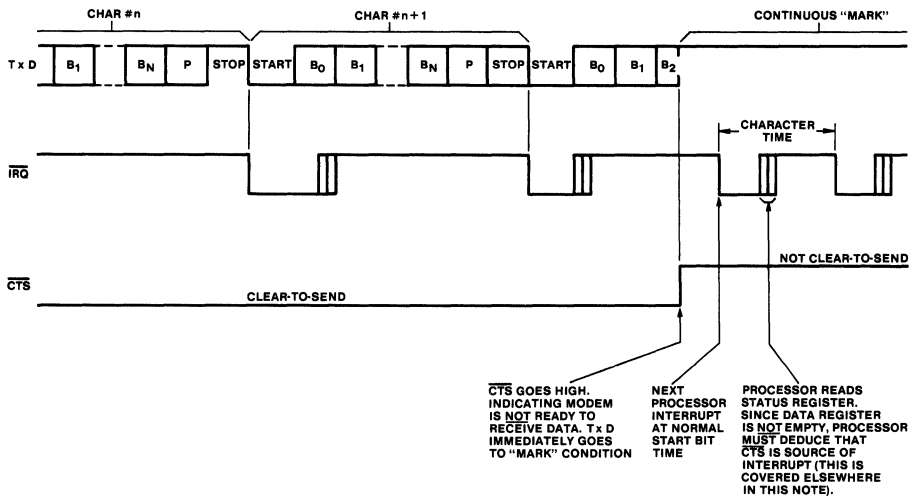 CHAR #n
CHAR #n+1
CONTINUOUS “MARK”
T x D
B1
BN
P
STOP
START
B0
B1
BN
P
STOP
START
B0
B1
B2
CHARACTER
TIME
IRQ
NOT CLEAR-TO-SEND
CTS
CLEAR-TO-SEND
CTS GOES HIGH.
INDICATING MODEM
IS NOT READY TO
RECEIVE DATA. T x D
IMMEDIATELY GOES
TO “MARK” CONDITION
NEXT
PROCESSOR
INTERRUPT
AT NORMAL
START BIT
TIME
PROCESSOR READS
STATUS REGISTER.
SINCE DATA REGISTER
IS NOT EMPTY, PROCESSOR
MUST DEDUCE THAT
CTS IS SOURCE OF
INTERRUPT (THIS IS
COVERED ELSEWHERE
IN THIS NOTE).